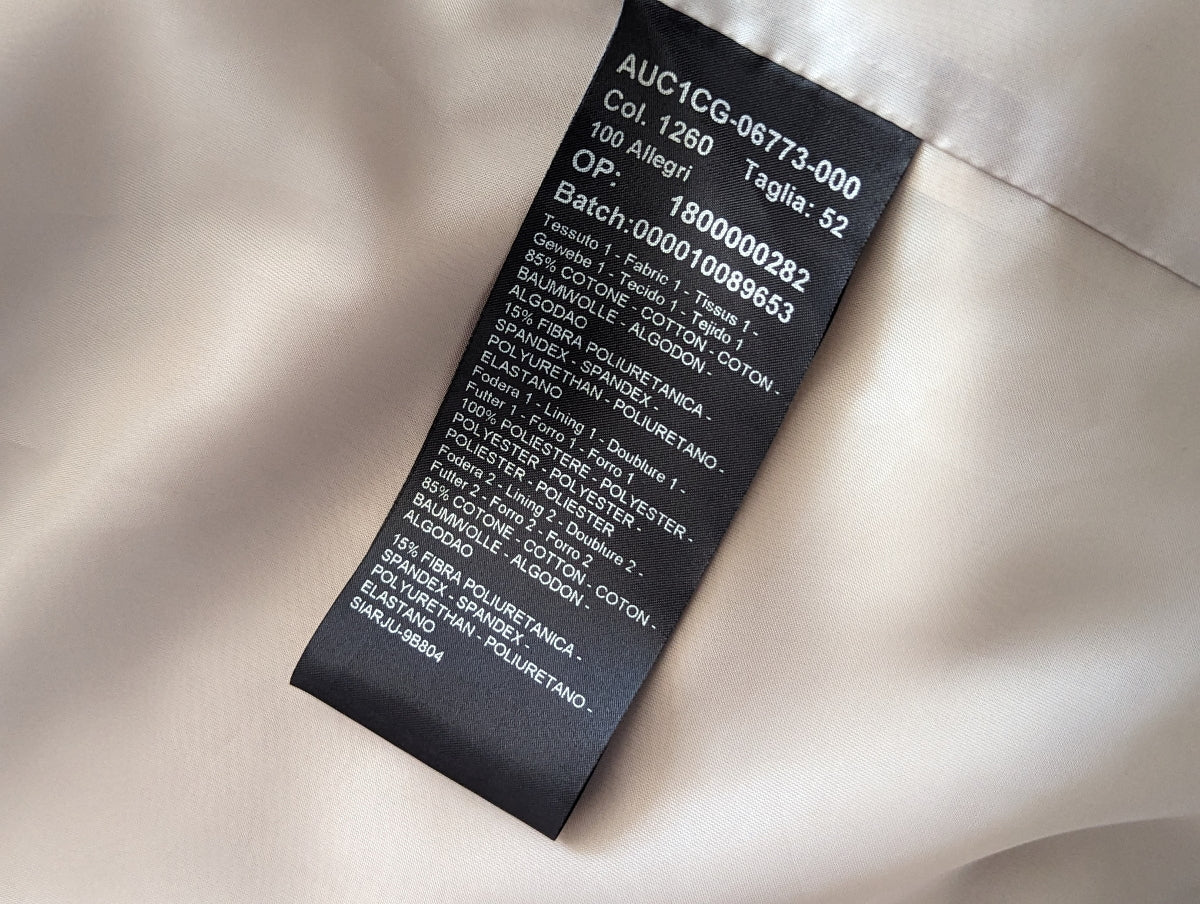 AUC1CG-06773-000
Col. 1260 Taglia: 52
100 Allegri
OP: 1800000282
Batch:000010089653
Tessuto 1 - Fabric 1 - Tissus 1 -
Gewebe 1 - Tecido 1 - Tejido 1
85% COTONE - COTTON - COTON -
BAUMWOLLE - ALGODON -
ALGODAO
15% FIBRA POLIURETANICA -
SPANDEX - SPANDEX -
POLYURETHAN - POLIURETANO -
ELASTANO
Fodera 1 - Lining 1 - Doublure 1 -
Futter 1 - Forro 1 - Forro 1
100% POLIESTERE - POLYESTER -
POLYESTER - POLYESTER -
POLIESTER - POLIESTER
Fodera 2 - Lining 2 - Doublure 2 -
Futter 2 - Forro 2 - Forro 2
85% COTONE - COTTON - COTON -
BAUMWOLLE - ALGODON -
ALGODAO
15% FIBRA POLIURETANICA -
SPANDEX - SPANDEX -
POLYURETHAN - POLIURETANO -
ELASTANO
SIARJU-9B804